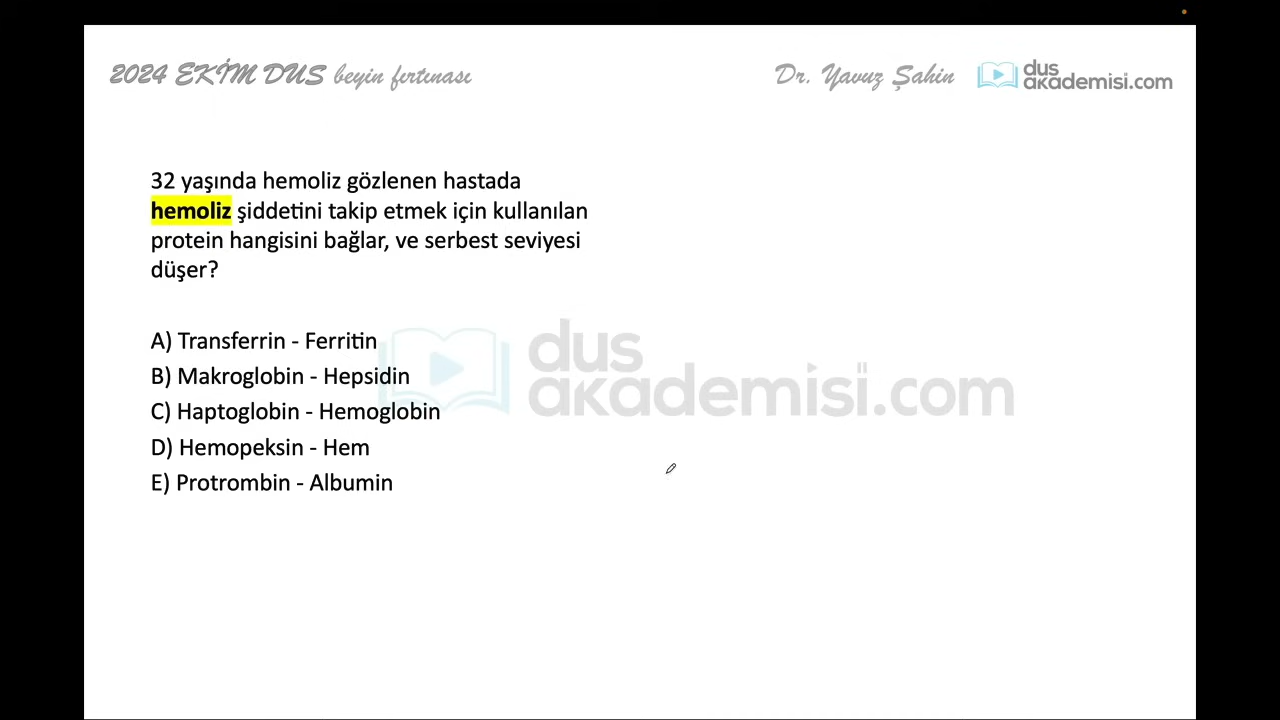 2024 EKİM DUS beyin fırtınası
Dr. Yavuz Şahin
dus
akademisi.com
32 yaşında hemoliz gözlenen hastada
hemoliz şiddetini takip etmek için kullanılan
protein hangisini bağlar, ve serbest seviyesi
düşer?
A) Transferrin - Ferritin
B) Makroglobin - Hepsidin
C) Haptoglobin - Hemoglobin
D) Hemopeksin - Hem
E) Protrombin - Albumin
dus
akademisi.com